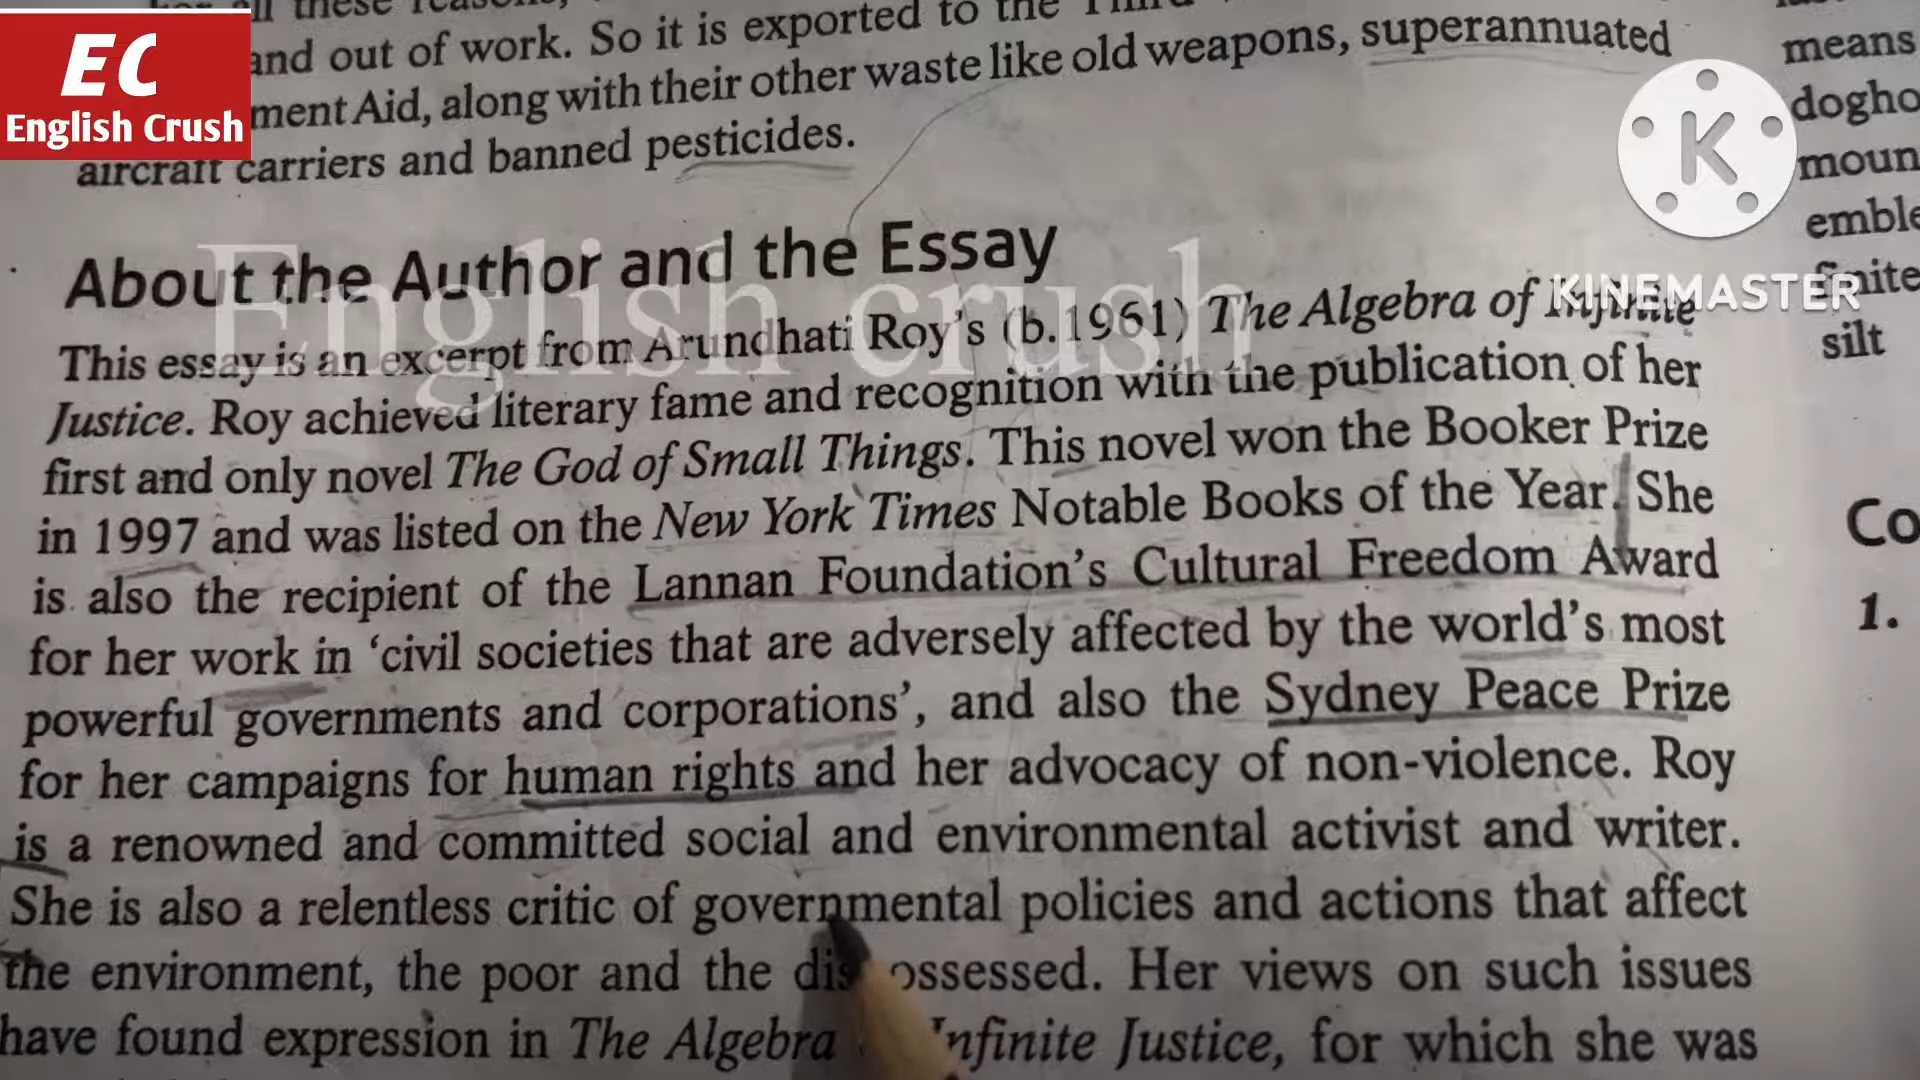 all these
and out of work. So it is exported to the
ment Aid, along with their other waste like old weapons, superannuated
aircraft carriers and banned pesticides.
About the Author and the Essay
This essay is an excerpt from Arundhati Roy's (b.1961) The Algebra of Infinite
Justice. Roy achieved literary fame and recognition with the publication of her
first and only novel The God of Small Things. This novel won the Booker Prize
in 1997 and was listed on the New York Times Notable Books of the Year. She
is also the recipient of the Lannan Foundation's Cultural Freedom Award
for her work in ‘civil societies that are adversely affected by the world's most
powerful governments and corporations’, and also the Sydney Peace Prize
for her campaigns for human rights and her advocacy of non-violence. Roy
is a renowned and committed social and environmental activist and writer.
She is also a relentless critic of governmental policies and actions that affect
the environment, the poor and the dis ossessed. Her views on such issues
have found expression in The Algebra nfinite Justice, for which she was
means
dogho
moun
emble
finite
silt
Co
1.
EC
English Crush
English crush
K
KINEMASTER